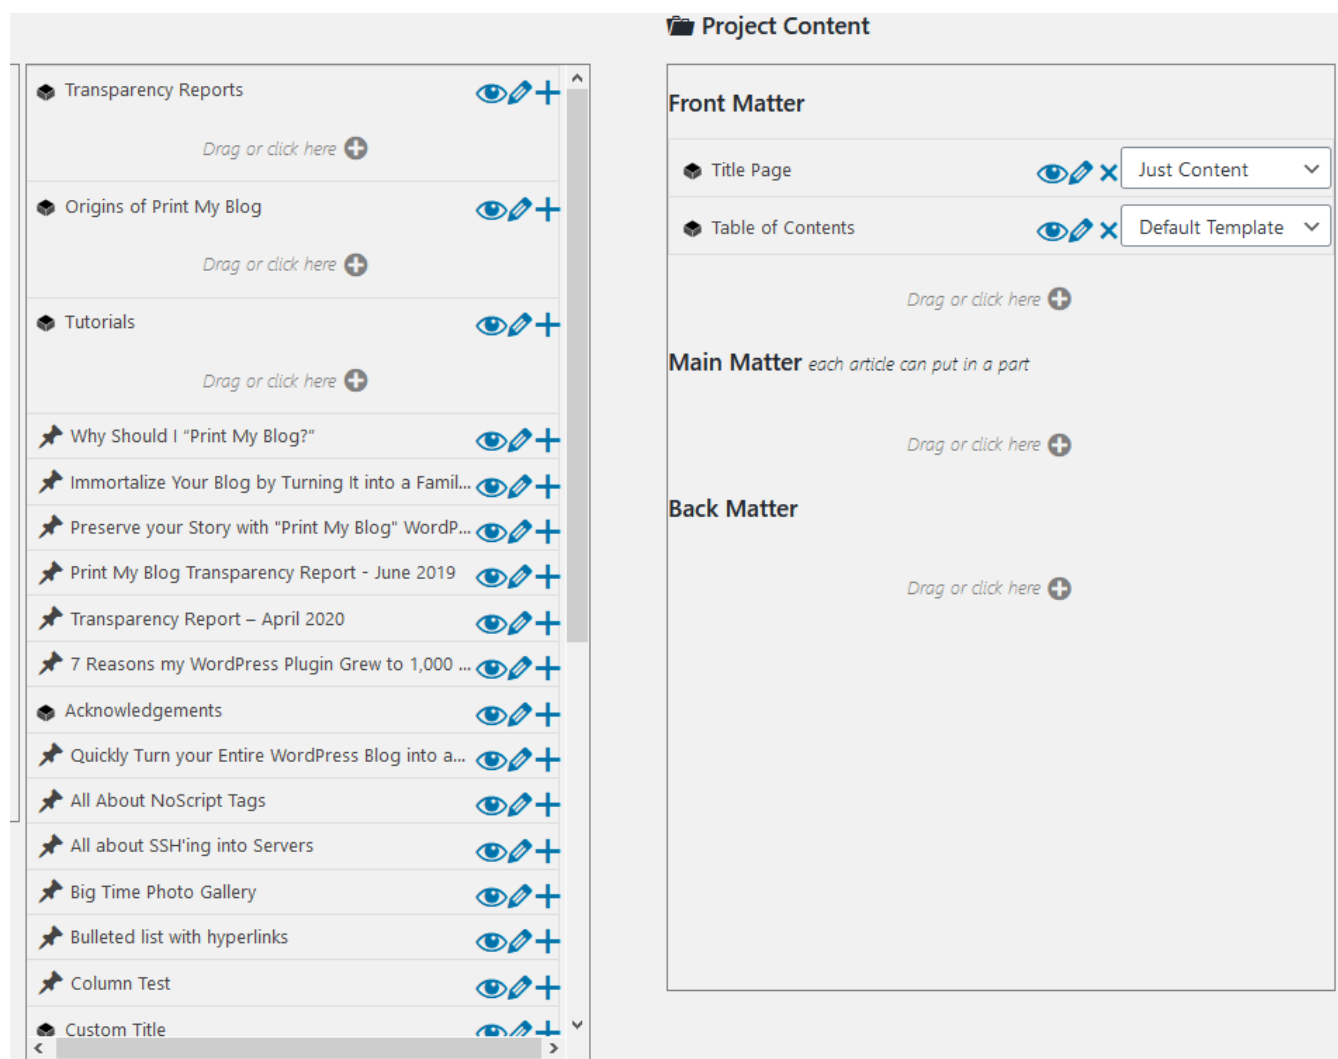 Transparency Reports
Drag or click here
Origins of Print My Blog
Drag or click here
Tutorials
Drag or click here
Why Should I “Print My Blog?“
Immortalize Your Blog by Turning It into a Famil...
Preserve your Story with "Print My Blog" WordP...
Print My Blog Transparency Report - June 2019
Transparency Report – April 2020
7 Reasons my WordPress Plugin Grew to 1,000 ...
Acknowledgements
Quickly Turn your Entire WordPress Blog into a...
All About NoScript Tags
All about SSH'ing into Servers
Big Time Photo Gallery
Bulleted list with hyperlinks
Column Test
Custom Title
Project Content
Front Matter
Title Page Just Content
Table of Contents Default Template
Drag or click here
Main Matter each article can put in a part
Drag or click here
Back Matter
Drag or click here